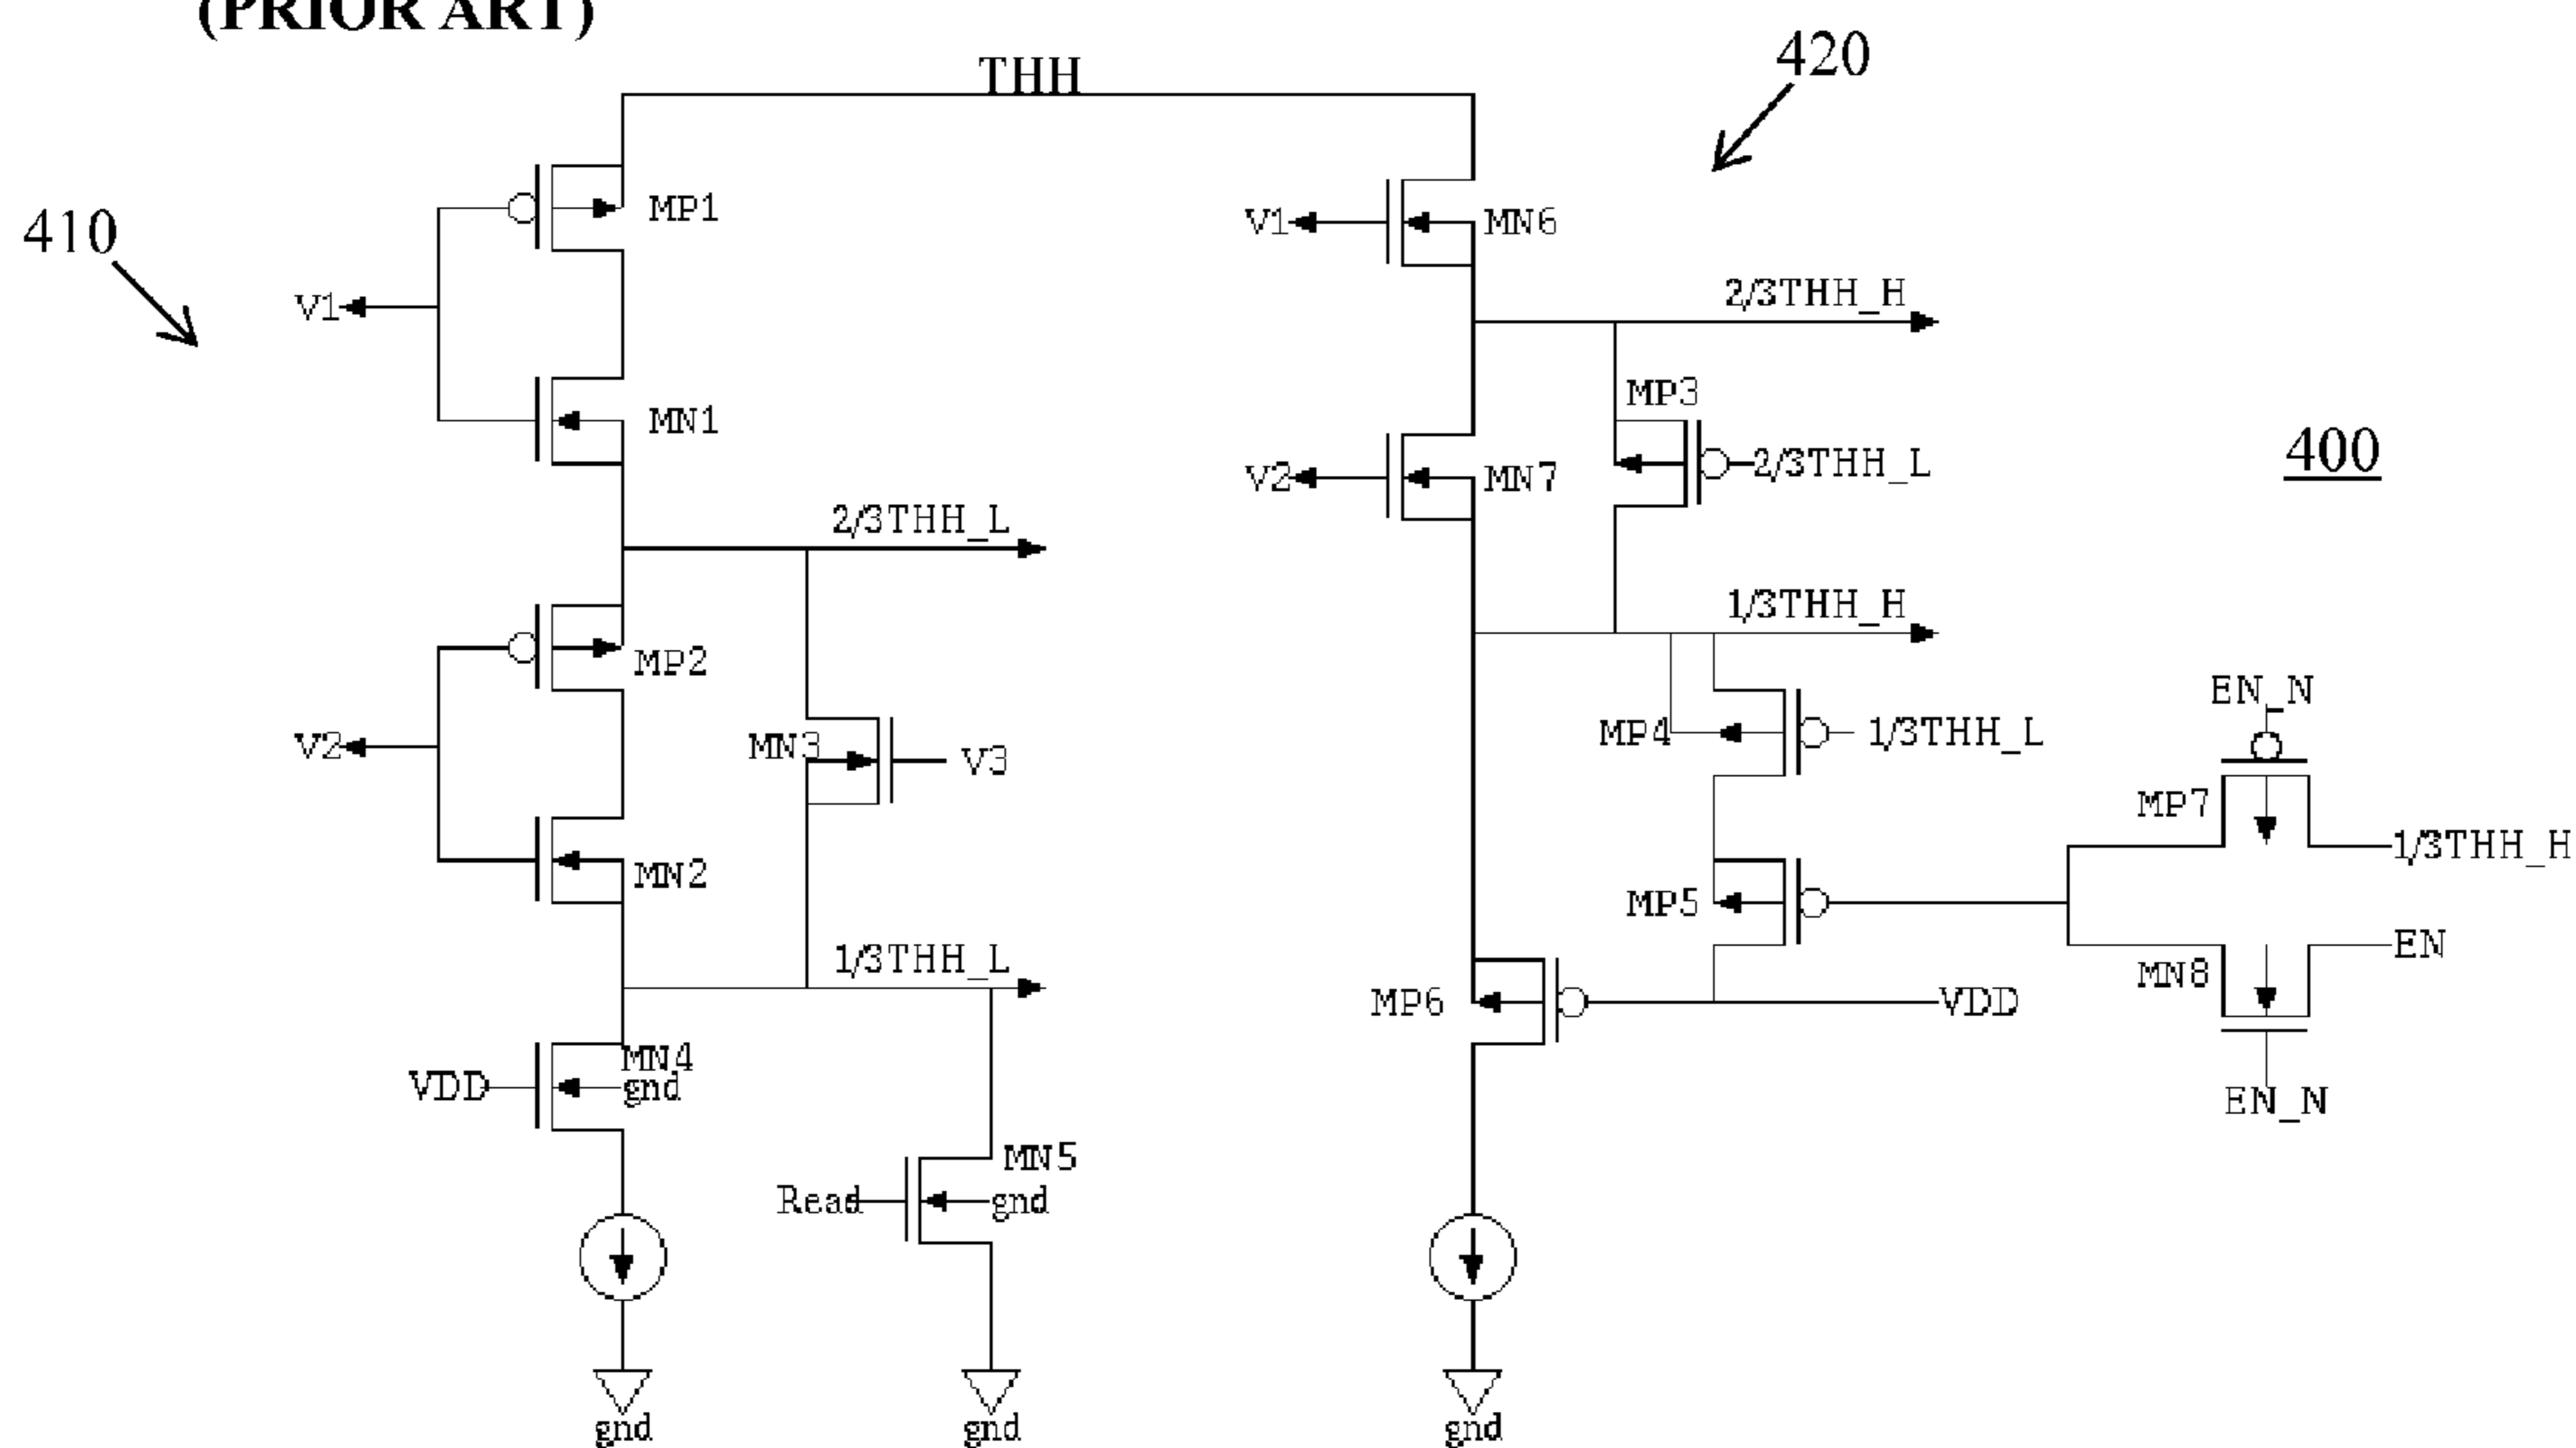 (PRIOR ART)
THH
420
410
MP1
V1
MN6
V1
MN1
2/3THH_H
MP3
400
2/3THH_L
V2
MN7
2/3THH_L
1/3THH_H
MP2
EN_N
MP4
1/3THH_L
V2
MN3
V3
MP7
1/3THH_H
MN2
MP5
EN
MN8
1/3THH_L
MP6
VDD
MN4
VDD
gnd
EN_N
MN5
Read
gnd
gnd
gnd
gnd